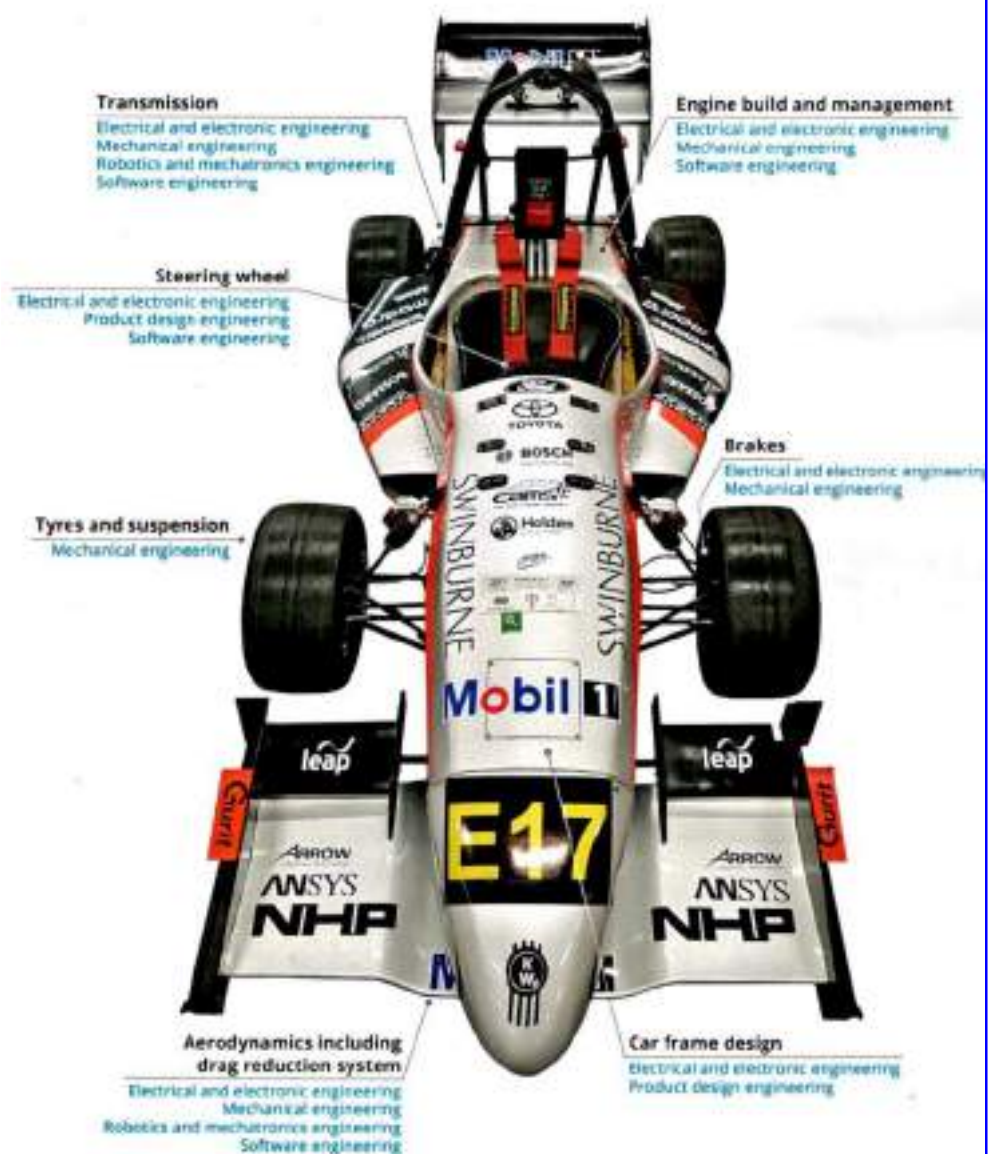 Transmission
Electrical and electronic engineering
Mechanical engineering
Robotics and mechatronics engineering
Software engineering
Engine build and management
Electrical and electronic engineering
Mechanical engineering
Software engineering
Steering wheel
Electrical and electronic engineering
Product design engineering
Software engineering
Ford
TOYOTA
BOSCH
Brakes
Electrical and electronic engineering
Mechanical engineering
Holden
SWINBURNE
SWINBURNE
Tyres and suspension
Mechanical engineering
Mobil 1
leap
leap
Gurit
Gurit
E17
ARROW
ARROW
ANSYS
ANSYS
NHP
NHP
Aerodynamics including
drag reduction system
Electrical and electronic engineering
Mechanical engineering
Robotics and mechatronics engineering
Software engineering
Car frame design
Electrical and electronic engineering
Product design engineering